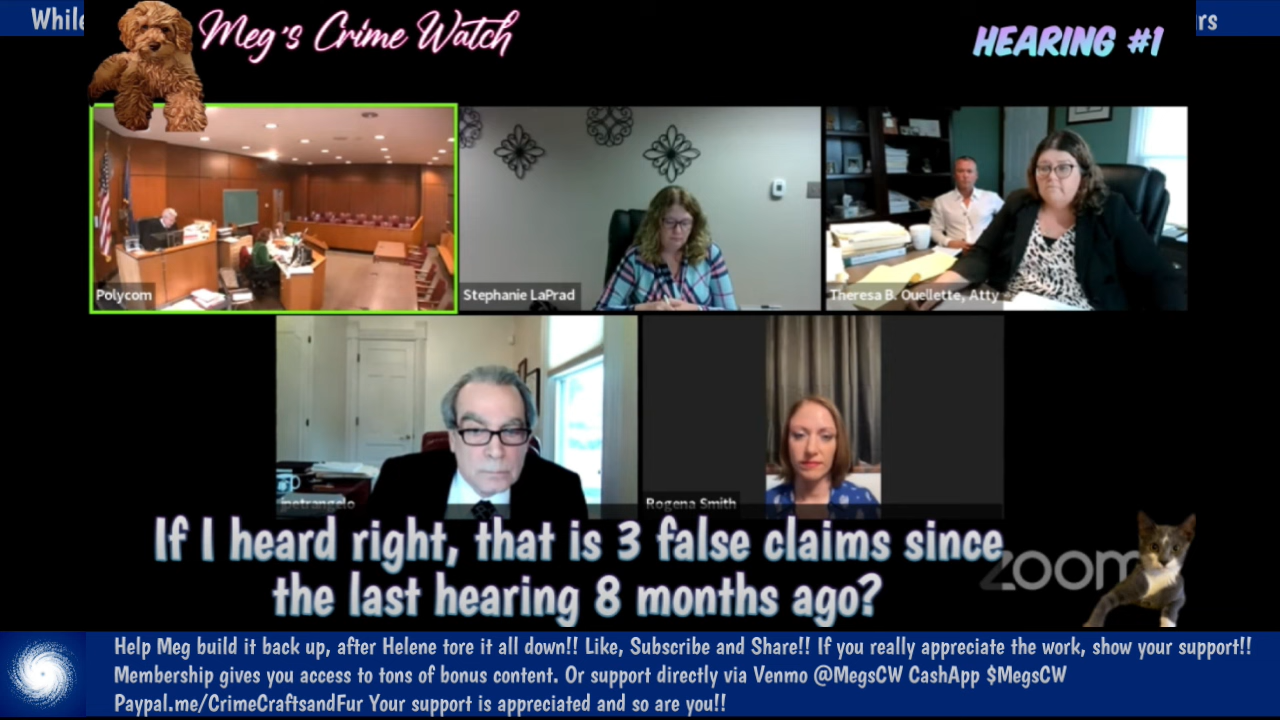 While
Meg's Crime Watch
HEARING #1
rs
Polycom
Stephanie LaPrad
Theresa B. Ouellette, Atty
jpetrangelo
Rogena Smith
If I heard right, that is 3 false claims since
the last hearing 8 months ago?
zoom
Help Meg build it back up, after Helene tore it all down!! Like, Subscribe and Share!! If you really appreciate the work, show your support!!
Membership gives you access to tons of bonus content. Or support directly via Venmo @MegsCW CashApp $MegsCW
Paypal.me/CrimeCraftsandFur Your support is appreciated and so are you!!